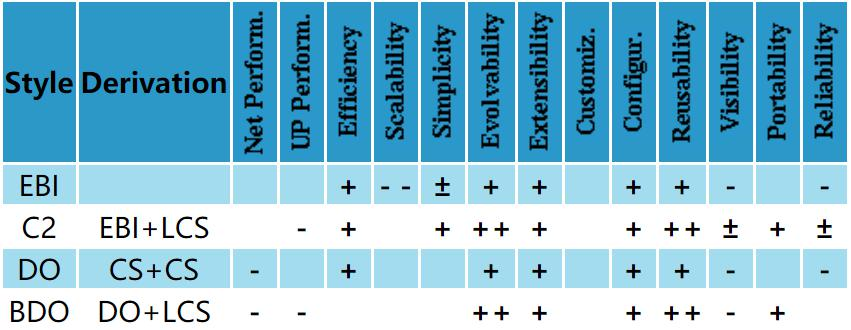 Style Derivation Net Perform. UP Perform. Efficiency Scalability Simplicity Evolvability Extensibility Customiz. Configur. Reusability Visibility Portability Reliability
EBI + - - ± + + + + - -
C2 EBI+LCS - + + ++ + + ++ ± + ±
DO CS+CS - + + + + + - -
BDO DO+LCS - - ++ + + ++ - +